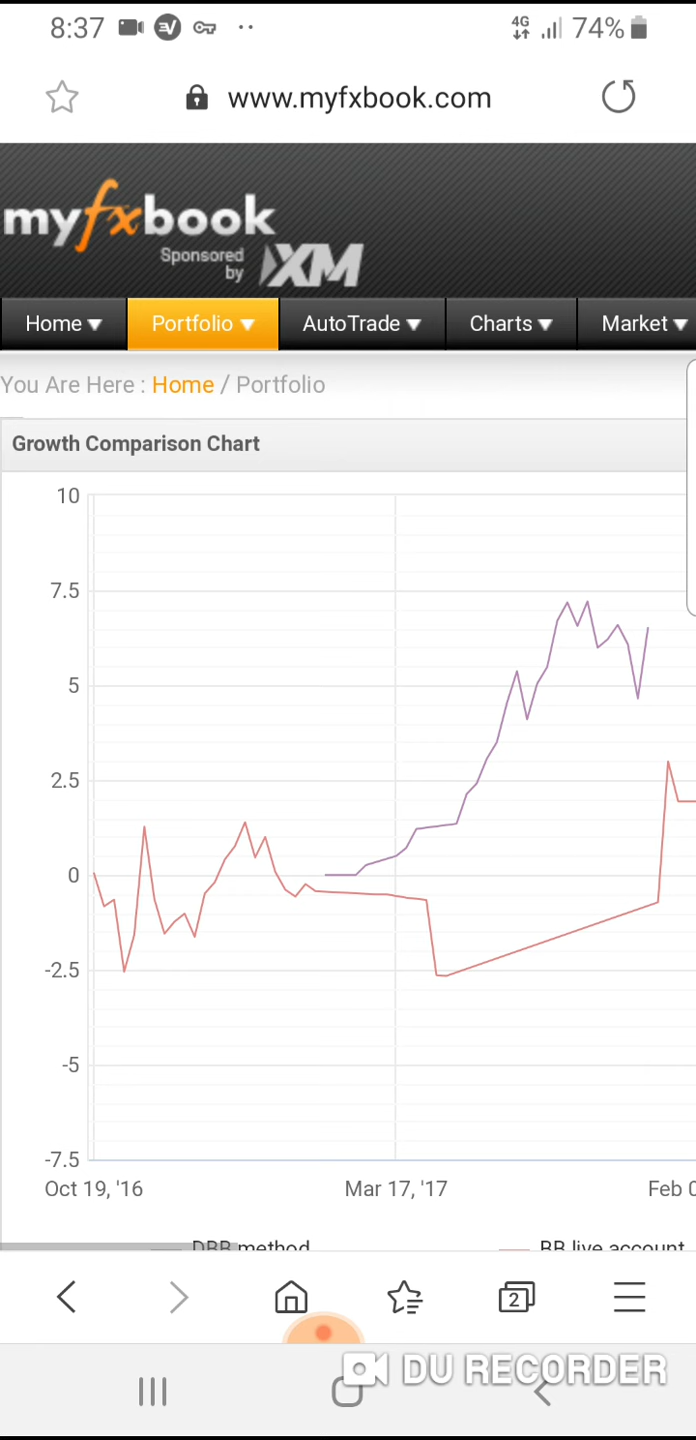 8:37 4G 74%
www.myfxbook.com
myfxbook
Sponsored by XM
Home Portfolio AutoTrade Charts Market
You Are Here : Home / Portfolio
Growth Comparison Chart
10
7.5
5
2.5
0
-2.5
-5
-7.5
Oct 19, '16 Mar 17, '17 Feb
DBB method BB live account
2
DU RECORDER